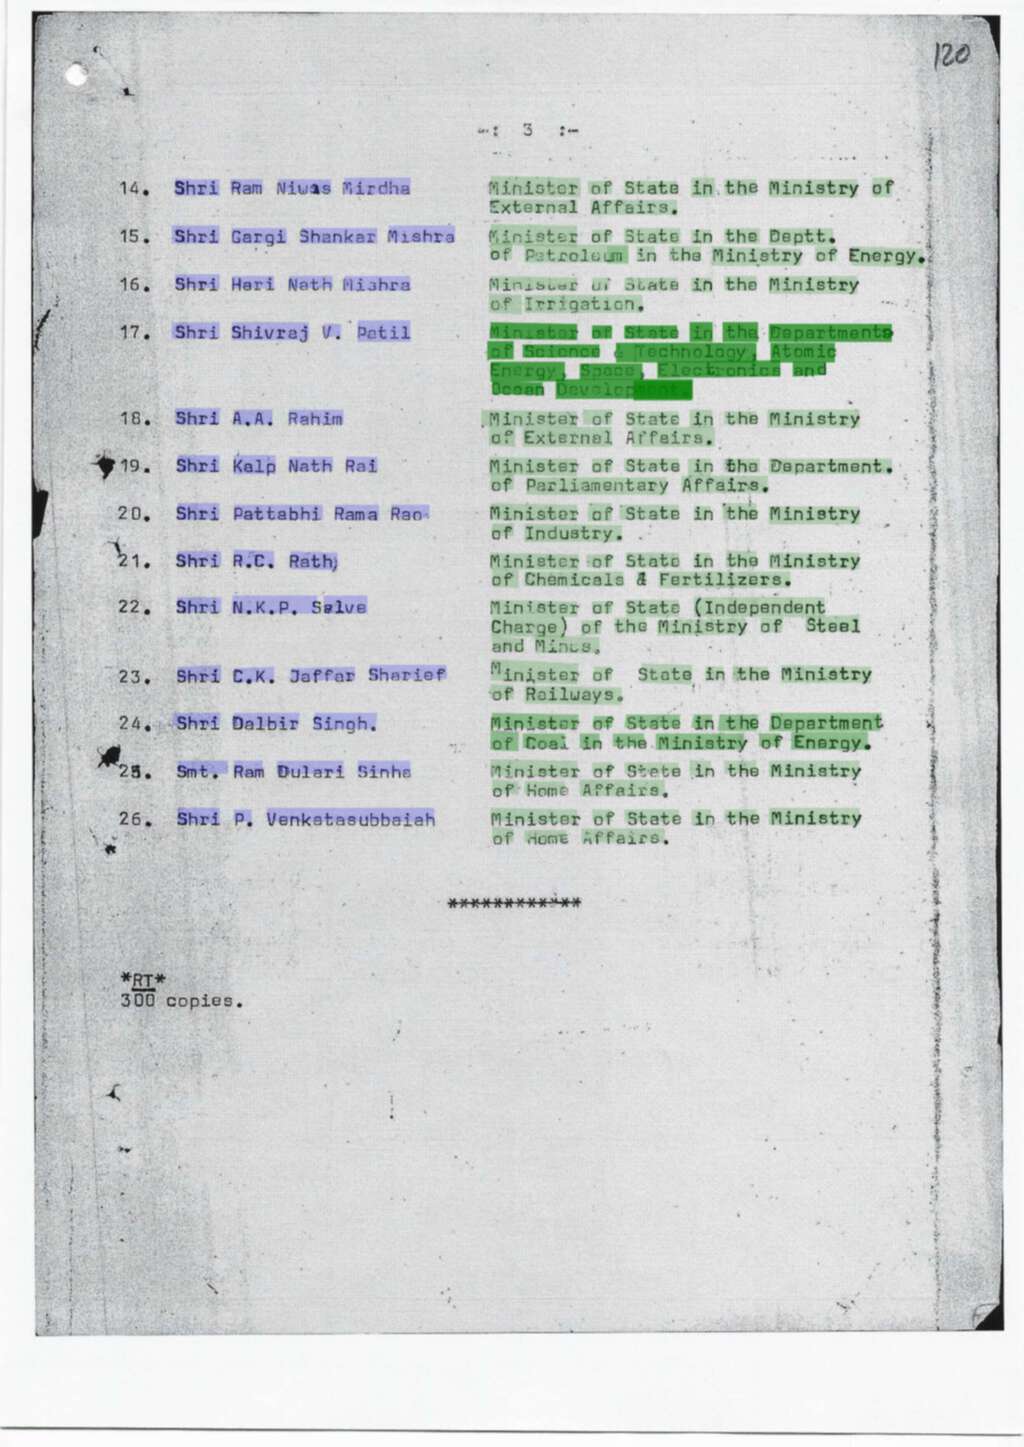 120
-: 3 :-
14. Shri Ram Niwas Mirdha Minister of State in the Ministry of
External Affairs.
15. Shri Gargi Shankar Mishra Minister of State in the Deptt.
of Petroleum in the Ministry of Energy.
16. Shri Hari Nath Mishra Minister of State in the Ministry
of Irrigation.
17. Shri Shivraj V. Patil Minister of State in the Departments
of Science & Technology, Atomic
Energy, Space, Electronics and
Ocean Development.
18. Shri A.A. Rahim Minister of State in the Ministry
of External Affairs.
19. Shri Kalp Nath Rai Minister of State in the Department.
of Parliamentary Affairs.
20. Shri Pattabhi Rama Rao Minister of State in the Ministry
of Industry.
21. Shri R.C. Rath, Minister of State in the Ministry
of Chemicals & Fertilizers.
22. Shri N.K.P. Salve Minister of State (Independent
Charge) of the Ministry of Steel
and Mines.
23. Shri C.K. Jaffar Sharief Minister of State in the Ministry
of Railways.
24. Shri Dalbir Singh. Minister of State in the Department
of Coal in the Ministry of Energy.
25. Smt. Ram Dulari Sinha Minister of State in the Ministry
of Home Affairs.
26. Shri P. Venkatasubbaiah Minister of State in the Ministry
of Home Affairs.
************
*RT*
300 copies.